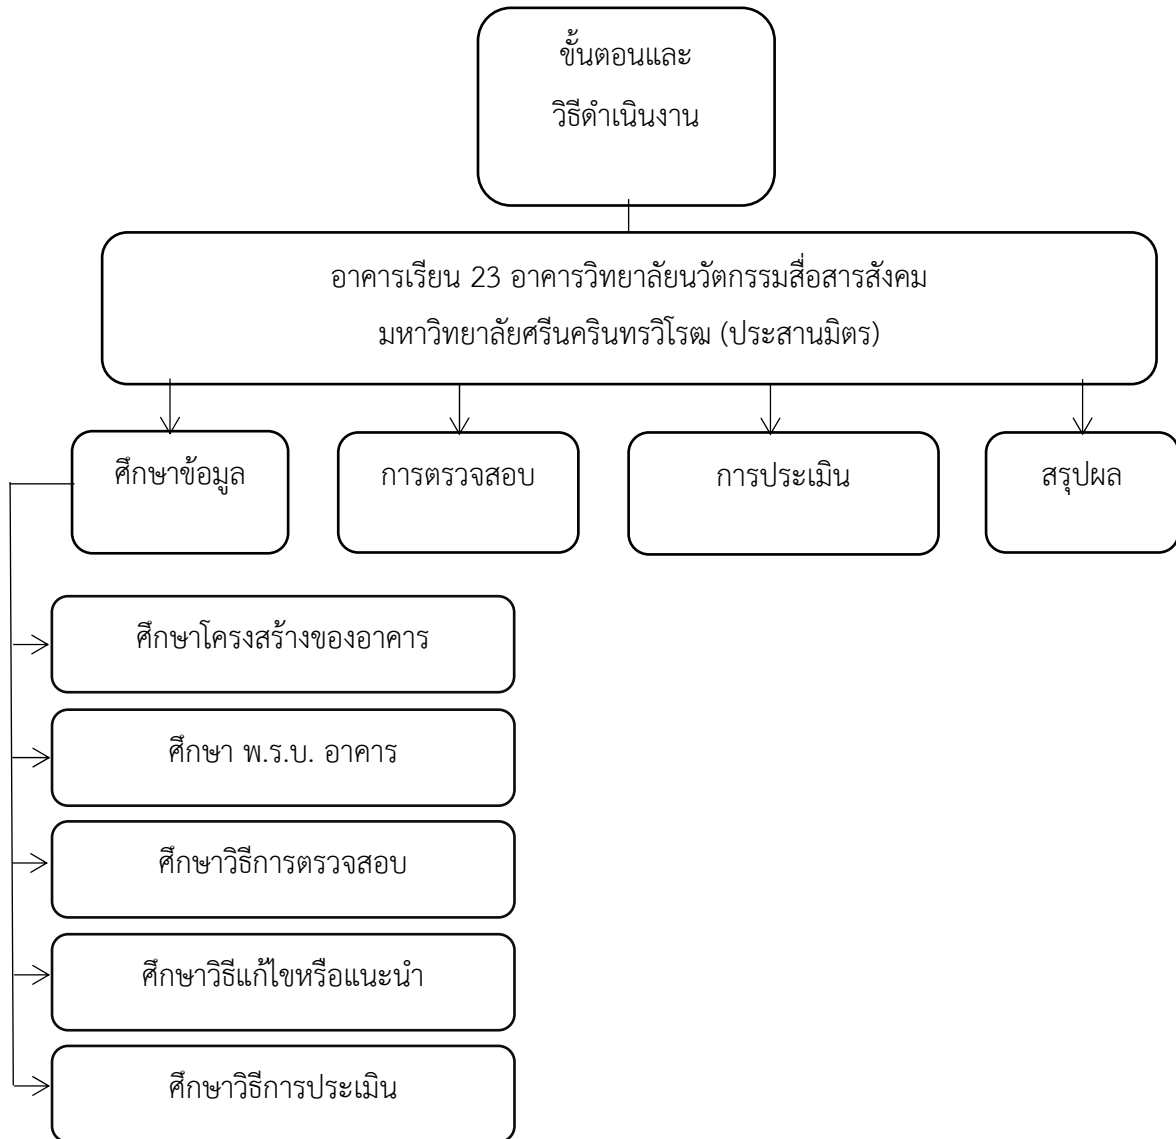 ขั้นตอนและ
วิธีดำเนินงาน
อาคารเรียน 23 อาคารวิทยาลัยนวัตกรรมสื่อสารสังคม
มหาวิทยาลัยศรีนครินทรวิโรฒ (ประสานมิตร)
ศึกษาข้อมูล
การตรวจสอบ
การประเมิน
สรุปผล
ศึกษาโครงสร้างของอาคาร
ศึกษา พ.ร.บ. อาคาร
ศึกษาวิธีการตรวจสอบ
ศึกษาวิธีแก้ไขหรือแนะนำ
ศึกษาวิธีการประเมิน